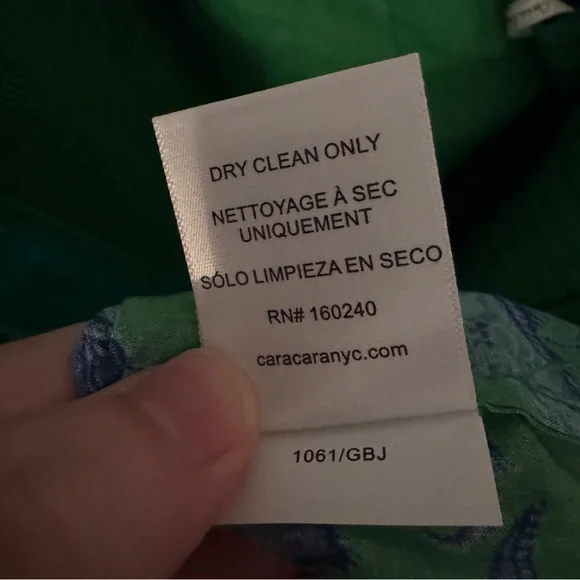 DRY CLEAN ONLY
NETTOYAGE À SEC
UNIQUEMENT
SÓLO LIMPIEZA EN SECO
RN# 160240
caracaranyc.com
1061/GBJ